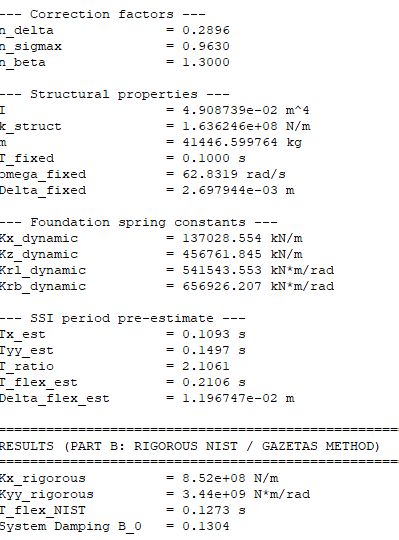 --- Correction factors ---
n_delta = 0.2896
n_sigmax = 0.9630
n_beta = 1.3000
--- Structural properties ---
I = 4.908739e-02 m^4
k_struct = 1.636246e+08 N/m
m = 41446.599764 kg
T_fixed = 0.1000 s
omega_fixed = 62.8319 rad/s
Delta_fixed = 2.697944e-03 m
--- Foundation spring constants ---
Kx_dynamic = 137028.554 kN/m
Kz_dynamic = 456761.845 kN/m
Krl_dynamic = 541543.553 kN*m/rad
Krb_dynamic = 656926.207 kN*m/rad
--- SSI period pre-estimate ---
Tx_est = 0.1093 s
Tyy_est = 0.1497 s
T_ratio = 2.1061
T_flex_est = 0.2106 s
Delta_flex_est = 1.196747e-02 m
==================================================
RESULTS (PART B: RIGOROUS NIST / GAZETAS METHOD)
==================================================
Kx_rigorous = 8.52e+08 N/m
Kyy_rigorous = 3.44e+09 N*m/rad
T_flex_NIST = 0.1273 s
System Damping B_0 = 0.1304